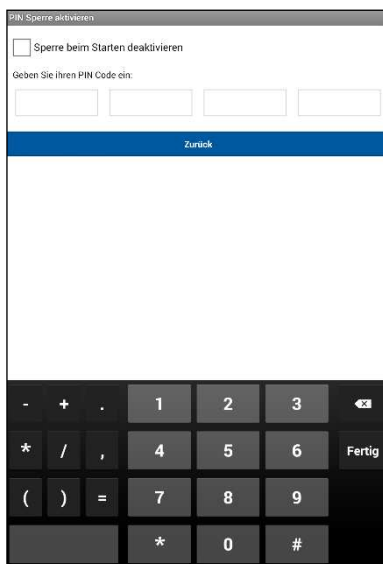 PIN Sperre aktivieren
Sperre beim Starten deaktivieren
Geben Sie ihren PIN Code ein:
Zurück
- + . 1 2 3
* / , 4 5 6 Fertig
( ) = 7 8 9
* 0 #